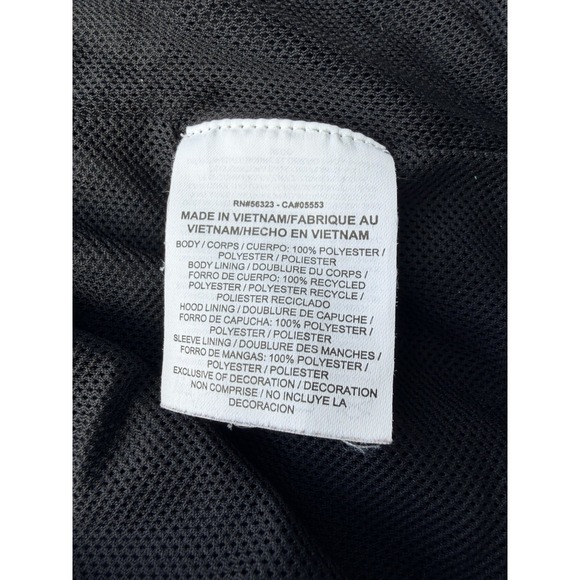 RN#56323 - CA#05553
MADE IN VIETNAM/FABRIQUE AU
VIETNAM/HECHO EN VIETNAM
BODY / CORPS / CUERPO: 100% POLYESTER /
POLYESTER / POLIESTER
BODY LINING / DOUBLURE DU CORPS /
FORRO DE CUERPO: 100% RECYCLED
POLYESTER / POLYESTER RECYCLE /
POLIESTER RECICLADO
HOOD LINING / DOUBLURE DE CAPUCHE /
FORRO DE CAPUCHA: 100% POLYESTER /
POLYESTER / POLIESTER
SLEEVE LINING / DOUBLURE DES MANCHES /
FORRO DE MANGAS: 100% POLYESTER /
POLYESTER / POLIESTER
EXCLUSIVE OF DECORATION / DECORATION
NON COMPRISE / NO INCLUYE LA
DECORACION